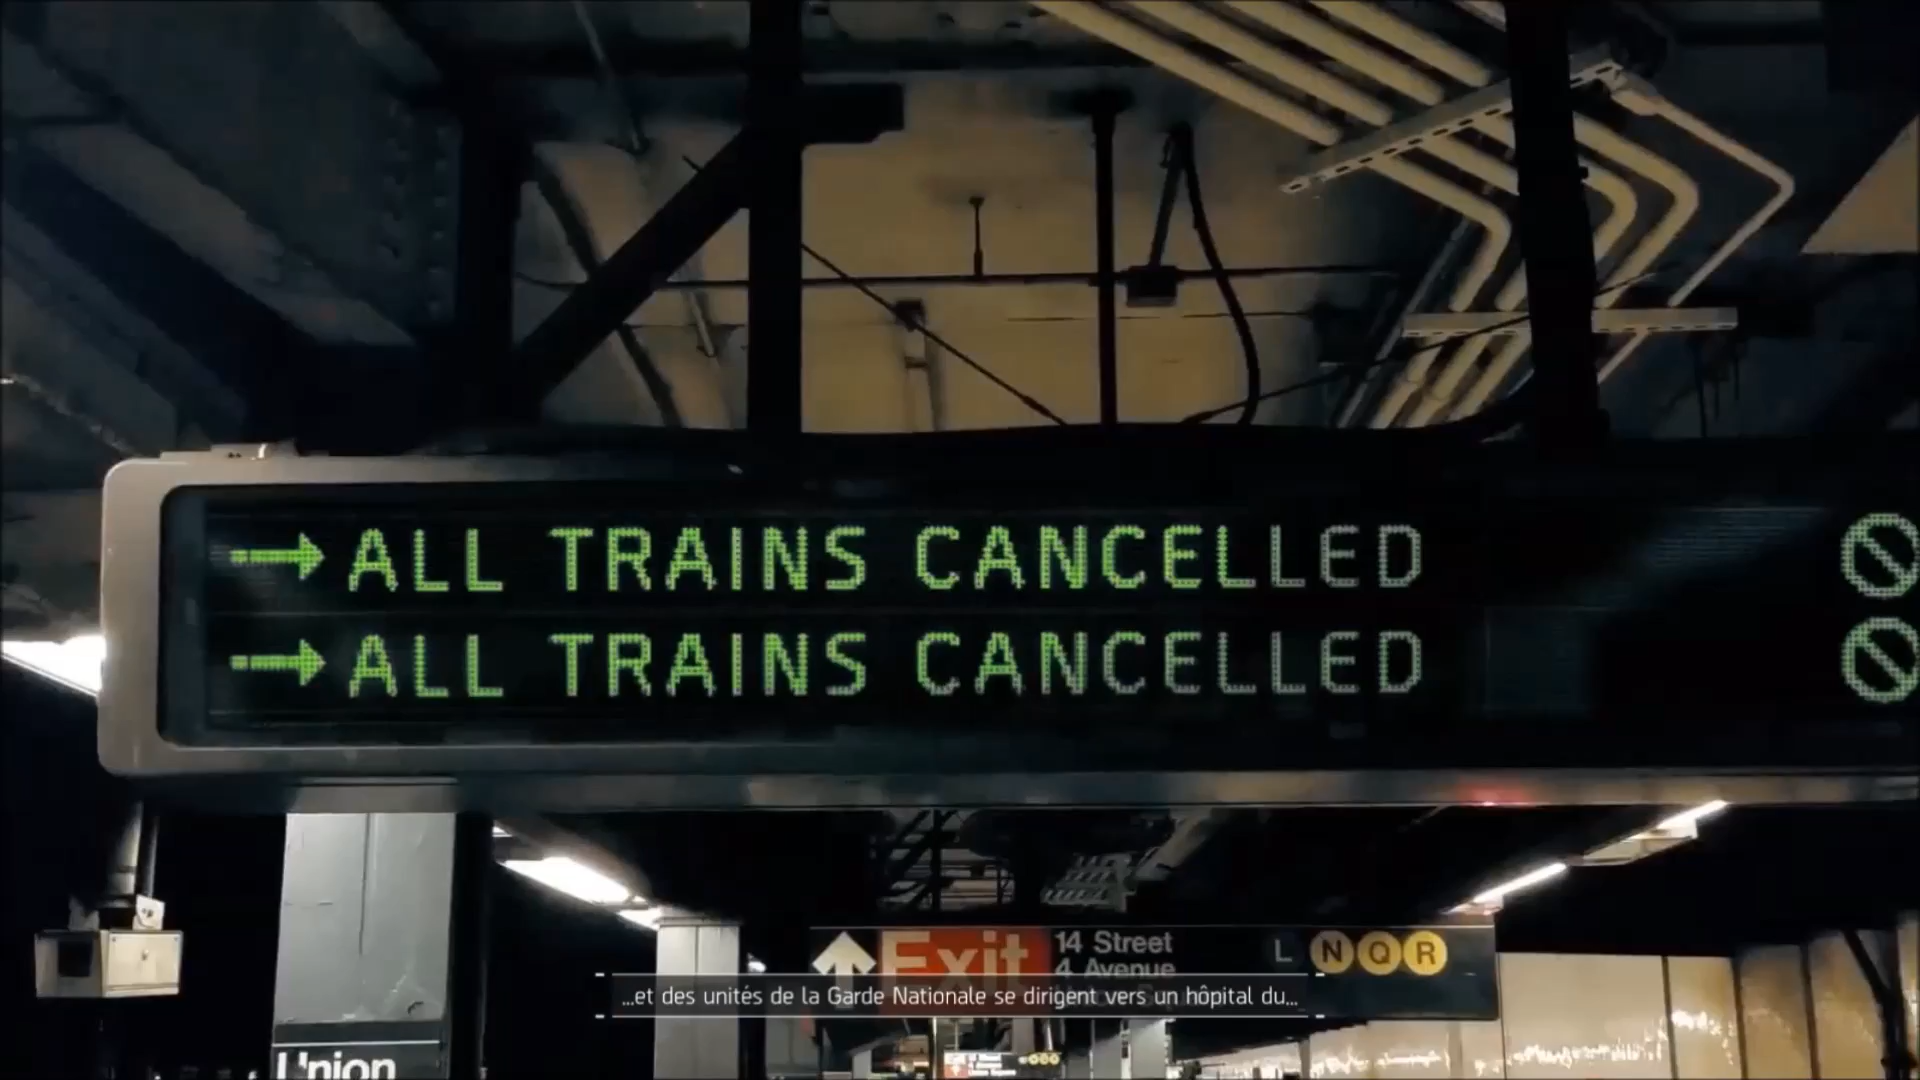 →ALL TRAINS CANCELLED
→ALL TRAINS CANCELLED
Exit
14 Street
4 Avenue
L N Q R
...et des unités de la Garde Nationale se dirigent vers un hôpital du...
Union